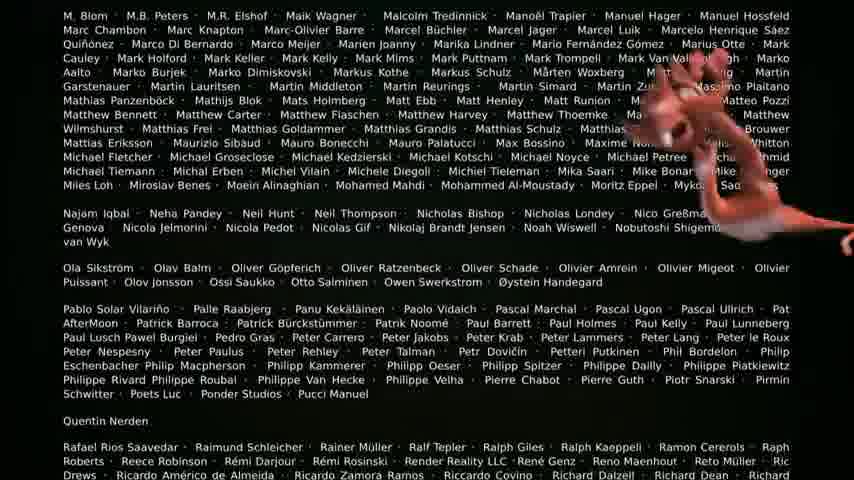 M. Blom · M.B. Peters · M.R. Elshof · Maik Wagner · Malcolm Tredinnick · Manoël Trapier · Manuel Hager · Manuel Hossfeld
Marc Chambon · Marc Knapton · Marc-Olivier Barre · Marcel Büchler · Marcel Jager · Marcel Luik · Marcelo Henrique Sáez
Quiñónez · Marco Di Bernardo · Marco Meijer · Marien Joanny · Marika Lindner · Mario Fernández Gómez · Marius Otte · Mark
Cauley · Mark Holford · Mark Keller · Mark Kelly · Mark Mims · Mark Puttnam · Mark Trompell · Mark Van · Marko
Aalto · Marko Burjek · Marko Dimiskovski · Markus Kothe · Markus Schulz · Mårten Woxberg · Martin
Garstenauer · Martin Lauritsen · Martin Middleton · Martin Reurings · Martin Simard · Martin Plaitano
Mathias Panzenböck · Mathijs Blok · Mats Holmberg · Matt Ebb · Matt Henley · Matt Runion · Matteo Pozzi
Matthew Bennett · Matthew Carter · Matthew Flaschen · Matthew Harvey · Matthew Thoemke · Matthew
Wilmshurst · Matthias Frei · Matthias Goldammer · Matthias Grandis · Matthias Schulz · Matthias Brouwer
Mattias Eriksson · Maurizio Sibaud · Mauro Bonecchi · Mauro Palatucci · Max Bossino · Maxime Whitton
Michael Fletcher · Michael Groseclose · Michael Kedzierski · Michael Kotschi · Michael Noyce · Michael Petree
Michael Tiemann · Michal Erben · Michel Vilain · Michele Diegoli · Michiel Tieleman · Mika Saari · Mike
Miles Loh · Miroslav Benes · Moein Alinaghian · Mohamed Mahdi · Mohammed Al-Moustady · Moritz Eppel ·
Najam Iqbal · Neha Pandey · Neil Hunt · Neil Thompson · Nicholas Bishop · Nicholas Londey · Nico
Genova · Nicola Jelmorini · Nicola Pedot · Nicolas Gif · Nikolaj Brandt Jensen · Noah Wiswell · Nobutoshi
van Wyk
Ola Sikström · Olav Balm · Oliver Göpferich · Oliver Ratzenbeck · Oliver Schade · Olivier Amrein · Olivier Migeot · Olivier
Puissant · Olov Jonsson · Ossi Saukko · Otto Salminen · Owen Swerkstrom · Øystein Handegard
Pablo Solar Vilariño · Palle Raabjerg · Panu Kekäläinen · Paolo Vidaich · Pascal Marchal · Pascal Ugon · Pascal Ullrich · Pat
AfterMoon · Patrick Barroca · Patrick Bürckstümmer · Patrik Noomé · Paul Barrett · Paul Holmes · Paul Kelly · Paul Lunneberg
Paul Lusch Pawel Burgiel · Pedro Gras · Peter Carrero · Peter Jakobs · Peter Krab · Peter Lammers · Peter Lang · Peter le Roux
Peter Nespesny · Peter Paulus · Peter Rehley · Peter Talman · Petr Dovičín · Petteri Putkinen · Phil Bordelon · Philip
Eschenbacher Philip Macpherson · Philipp Kammerer · Philipp Oeser · Philipp Spitzer · Philippe Dailly · Philippe Piatkiewitz
Philippe Rivard Philippe Roubal · Philippe Van Hecke · Philippe Velha · Pierre Chabot · Pierre Guth · Piotr Snarski · Pirmin
Schwitter · Poets Luc · Ponder Studios · Pucci Manuel
Quentin Nerden
Rafael Rios Saavedar · Raimund Schleicher · Rainer Müller · Ralf Tepler · Ralph Giles · Ralph Kaeppeli · Ramon Cererols · Raph
Roberts · Reece Robinson · Rémi Darjour · Rémi Rosinski · Render Reality LLC · René Genz · Reno Maenhout · Reto Müller · Ric
Drews · Ricardo Américo de Almeida · Ricardo Zamora Ramos · Riccardo Covino · Richard Dalzell · Richard Dean · Richard